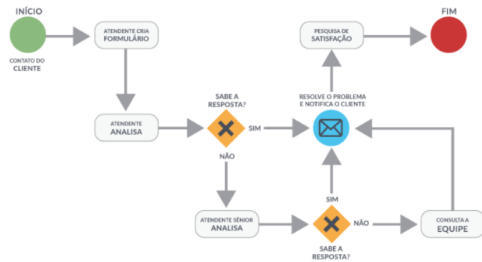 INÍCIO
CONTATO DO
CLIENTE
ATENDENTE CRIA
FORMULÁRIO
ATENDENTE
ANALISA
SABE A
RESPOSTA?
SIM
NÃO
RESOLVE O PROBLEMA
E NOTIFICA O CLIENTE
PESQUISA DE
SATISFAÇÃO
FIM
ATENDENTE SÊNIOR
ANALISA
SIM
NÃO
SABE A
RESPOSTA?
CONSULTA A
EQUIPE